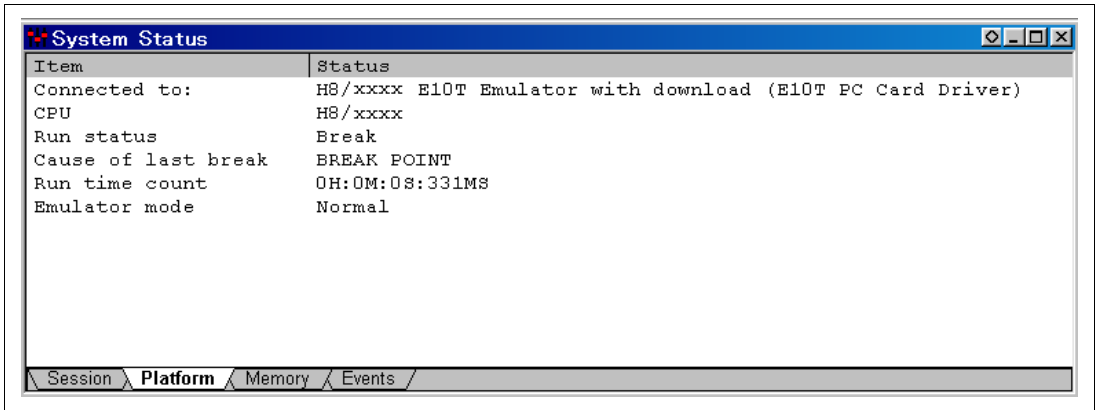 System Status
Item Status
Connected to: H8/xxxx E10T Emulator with download (E10T PC Card Driver)
CPU H8/xxxx
Run status Break
Cause of last break BREAK POINT
Run time count 0H:0M:0S:331MS
Emulator mode Normal
Session Platform Memory Events